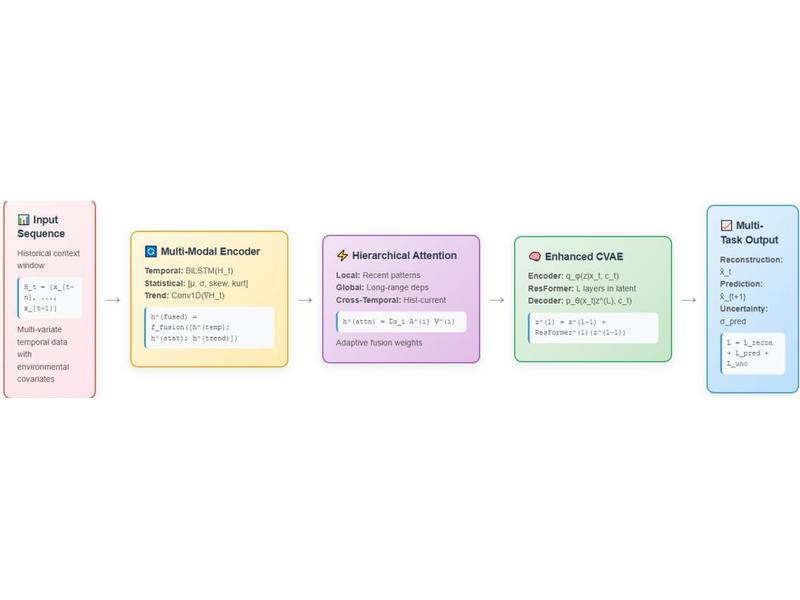 📊 Input
Sequence
Historical context
window
H_t = {x_{t-
n}, ...,
x_{t-1}}
Multi-variate
temporal data
with
environmental
covariates
→
🔄 Multi-Modal Encoder
Temporal: BiLSTM(H_t)
Statistical: [μ, σ, skew, kurt]
Trend: Conv1D(∇H_t)
h^(fused) =
f_fusion([h^(temp);
h^(stat); h^(trend)])
→
⚡ Hierarchical Attention
Local: Recent patterns
Global: Long-range deps
Cross-Temporal: Hist-current
h^(attn) = Σα_i A^(i) V^(i)
Adaptive fusion weights
→
🧠 Enhanced CVAE
Encoder: q_φ(z|x_t, c_t)
ResFormer: L layers in latent
Decoder: p_θ(x_t|z^(L), c_t)
z^(l) = z^(l-1) +
ResFormer^(l)(z^(l-1))
→
📈 Multi-
Task Output
Reconstruction:
x̂_t
Prediction:
x̂_{t+1}
Uncertainty:
σ_pred
L = L_recon
+ L_pred +
L_unc